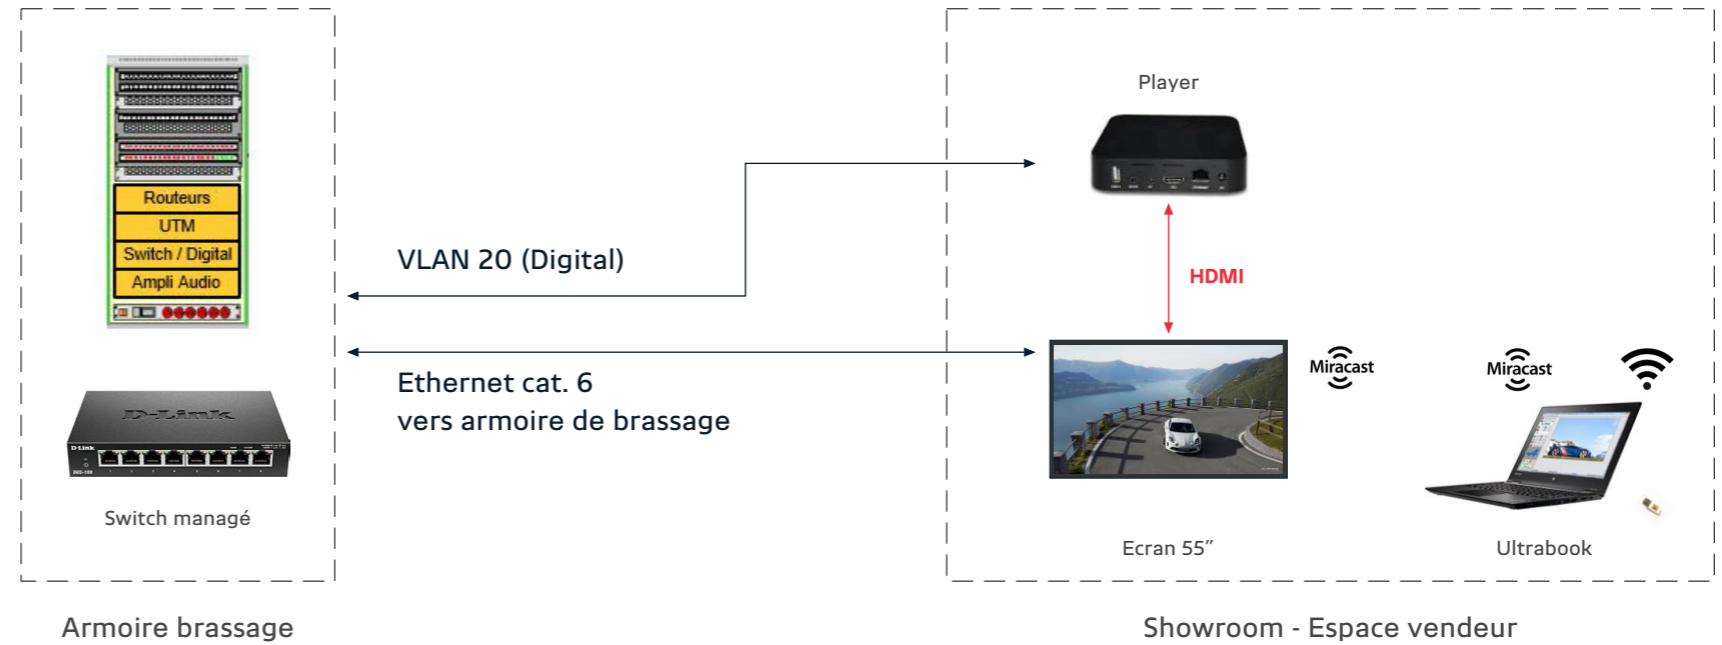 Routeurs
UTM
Switch / Digital
Ampli Audio
D-Link
D-Link
Switch managé
Armoire brassage
VLAN 20 (Digital)
Ethernet cat. 6
vers armoire de brassage
Player
HDMI
Miracast
Miracast
Ecran 55”
Ultrabook
Showroom - Espace vendeur